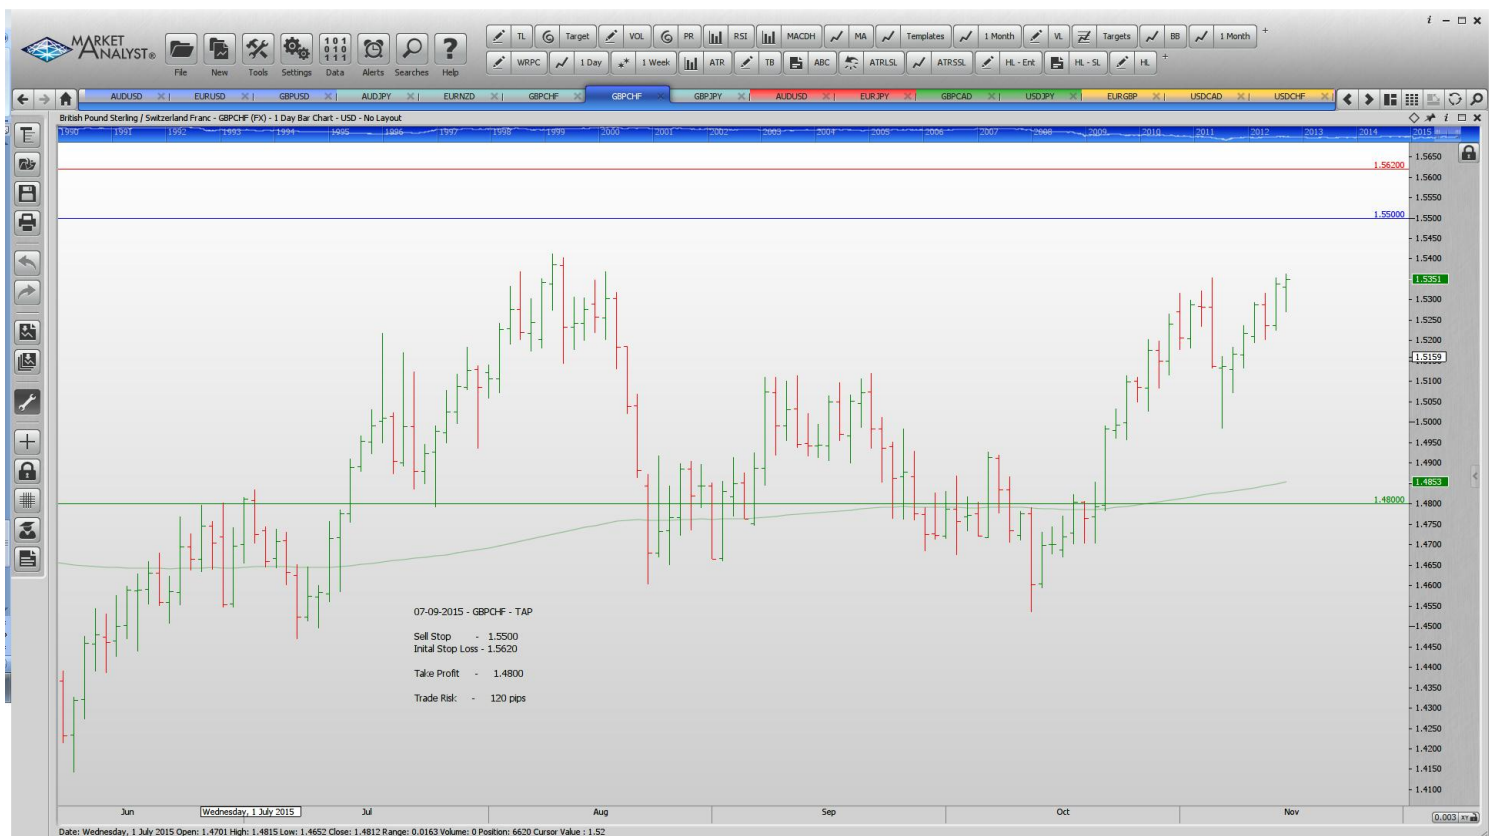 i
MARKET
ANALYST®
File New Tools Settings Data Alerts Searches Help
101
010
111
TL Target VOL PR RSI MACDH MA Templates 1 Month VL Targets BB 1 Month +
WRPC 1 Day 1 Week ATR TB ABC ATRLSL ATRSSL HL - Ent HL - SL HL +
AUDUSD EURUSD GBPUSD AUDJPY EURNZD GBPCHF GBPCHF GBPJPY AUDUSD EURJPY GBPCAD USDJPY EURGBP USDCAD USDCHF
British Pound Sterling / Switzerland Franc - GBPCHF (FX) - 1 Day Bar Chart - USD - No Layout
1990 1991 1992 1993 1994 1995 1996 1997 1998 1999 2000 2001 2002 2003 2004 2005 2006 2007 2008 2009 2010 2011 2012 2013 2014 2015
1.5650
1.56200
1.5600
1.5550
1.55000
1.5500
1.5450
1.5400
1.5351
1.5300
1.5250
1.5200
1.5159
1.5100
1.5050
1.5000
1.4950
1.4900
1.4853
1.48000
1.4800
1.4750
1.4700
1.4650
1.4600
1.4550
1.4500
1.4450
1.4400
1.4350
1.4300
1.4250
1.4200
1.4150
1.4100
07-09-2015 - GBPCHF - TAP
Sell Stop - 1.5500
Inital Stop Loss - 1.5620
Take Profit - 1.4800
Trade Risk - 120 pips
Jun Wednesday, 1 July 2015 Jul Aug Sep Oct Nov
0.003 XY
Date: Wednesday, 1 July 2015 Open: 1.4701 High: 1.4815 Low: 1.4652 Close: 1.4812 Range: 0.0163 Volume: 0 Position: 6620 Cursor Value : 1.52